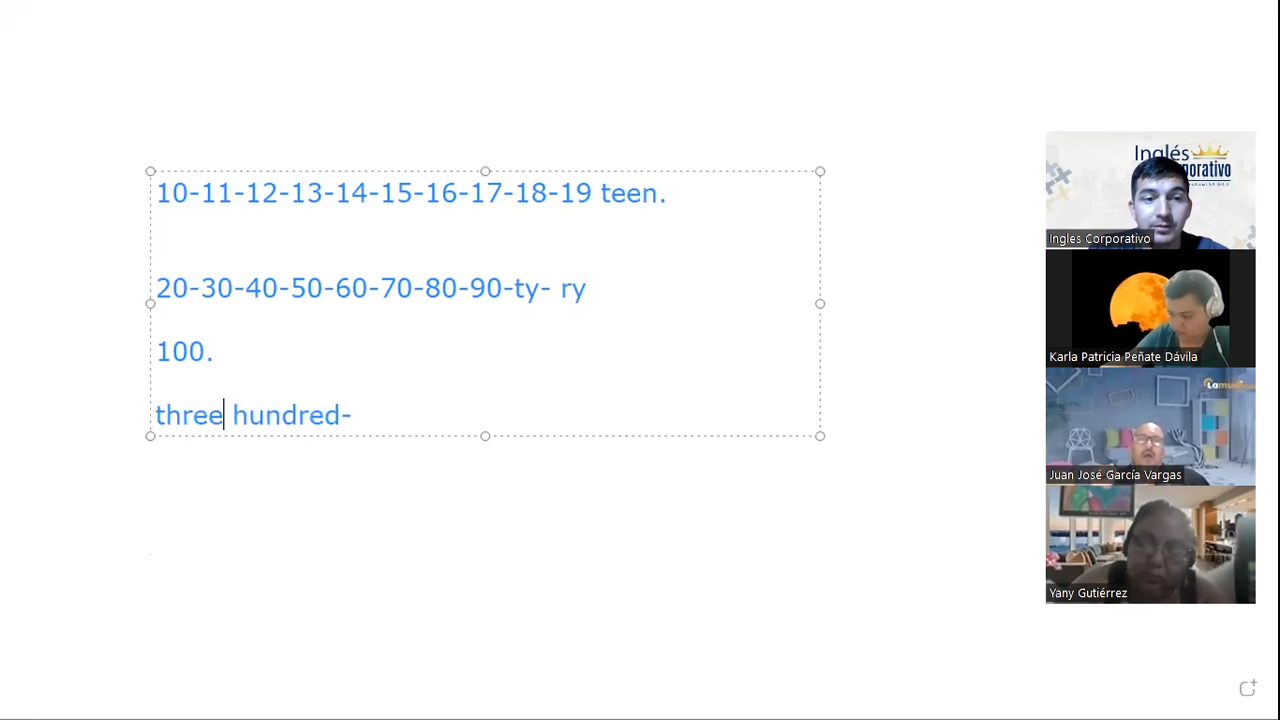 10-11-12-13-14-15-16-17-18-19 teen.
20-30-40-50-60-70-80-90-ty- ry
100.
three hundred-
Inglés
porativo
Ingles Corporativo
Karla Patricia Peñate Dávila
Juan José García Vargas
Yany Gutiérrez